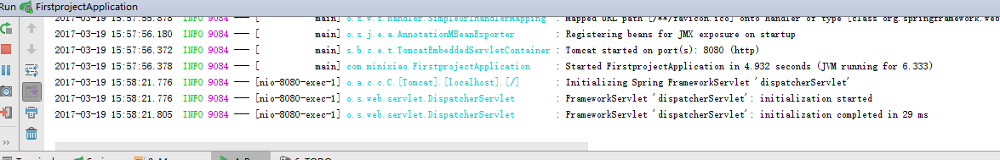 Run FirstprojectApplication
2017-03-19 15:57:55.878 INFO 9084 --- [ main] o.s.w.s.handler.SimpleUrlHandlerMapping : Mapped URL path [/**/favicon.ico] onto handler of type [class org.springframework.web
2017-03-19 15:57:56.180 INFO 9084 --- [ main] o.s.j.e.a.AnnotationMBeanExporter : Registering beans for JMX exposure on startup
2017-03-19 15:57:56.372 INFO 9084 --- [ main] s.b.c.e.t.TomcatEmbeddedServletContainer : Tomcat started on port(s): 8080 (http)
2017-03-19 15:57:56.378 INFO 9084 --- [ main] com.minixiao.FirstprojectApplication : Started FirstprojectApplication in 4.932 seconds (JVM running for 6.333)
2017-03-19 15:58:21.776 INFO 9084 --- [nio-8080-exec-1] o.a.c.c.C.[Tomcat].[localhost].[/] : Initializing Spring FrameworkServlet 'dispatcherServlet'
2017-03-19 15:58:21.776 INFO 9084 --- [nio-8080-exec-1] o.s.web.servlet.DispatcherServlet : FrameworkServlet 'dispatcherServlet': initialization started
2017-03-19 15:58:21.805 INFO 9084 --- [nio-8080-exec-1] o.s.web.servlet.DispatcherServlet : FrameworkServlet 'dispatcherServlet': initialization completed in 29 ms